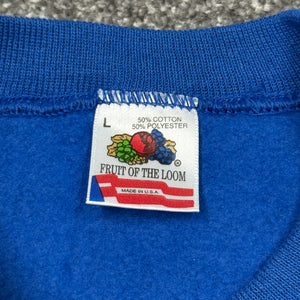 L
50% COTTON
50% POLYESTER
®
FRUIT OF THE LOOM
MADE IN U.S.A.